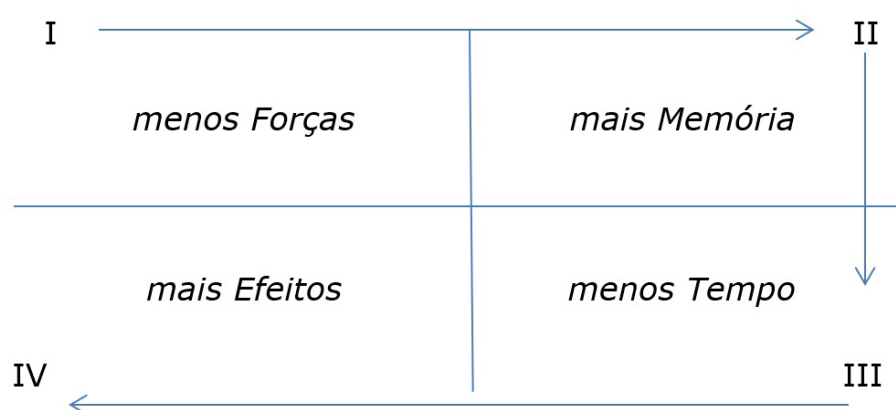 I
II
menos Forças
mais Memória
mais Efeitos
menos Tempo
IV
III